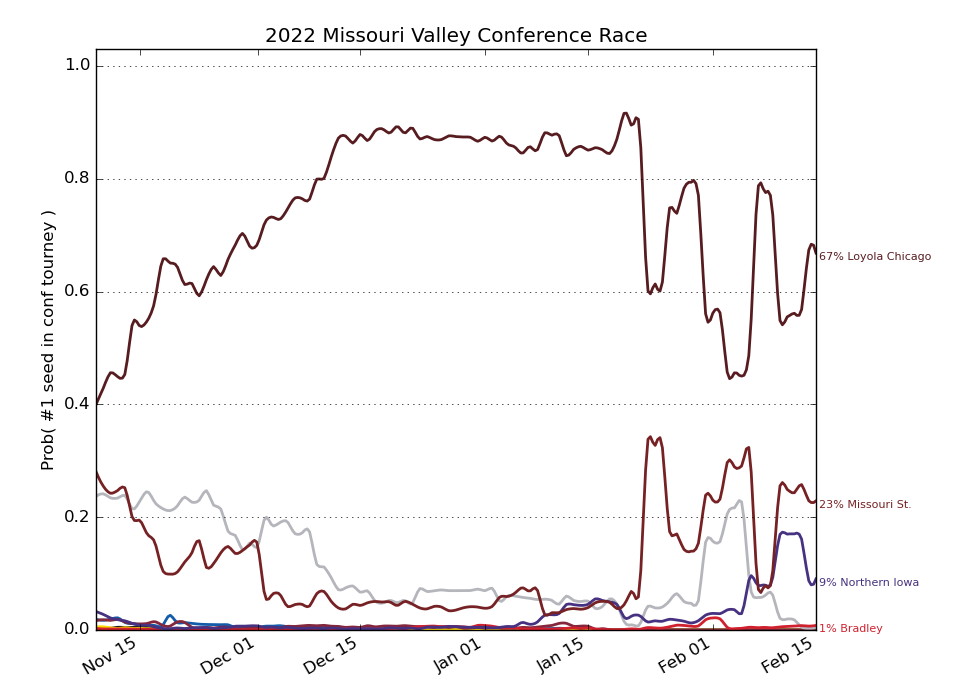 2022 Missouri Valley Conference Race
Prob( #1 seed in conf tourney )
1.0
0.8
0.6
0.4
0.2
0.0
67% Loyola Chicago
23% Missouri St.
9% Northern Iowa
1% Bradley
Nov 15
Dec 01
Dec 15
Jan 01
Jan 15
Feb 01
Feb 15